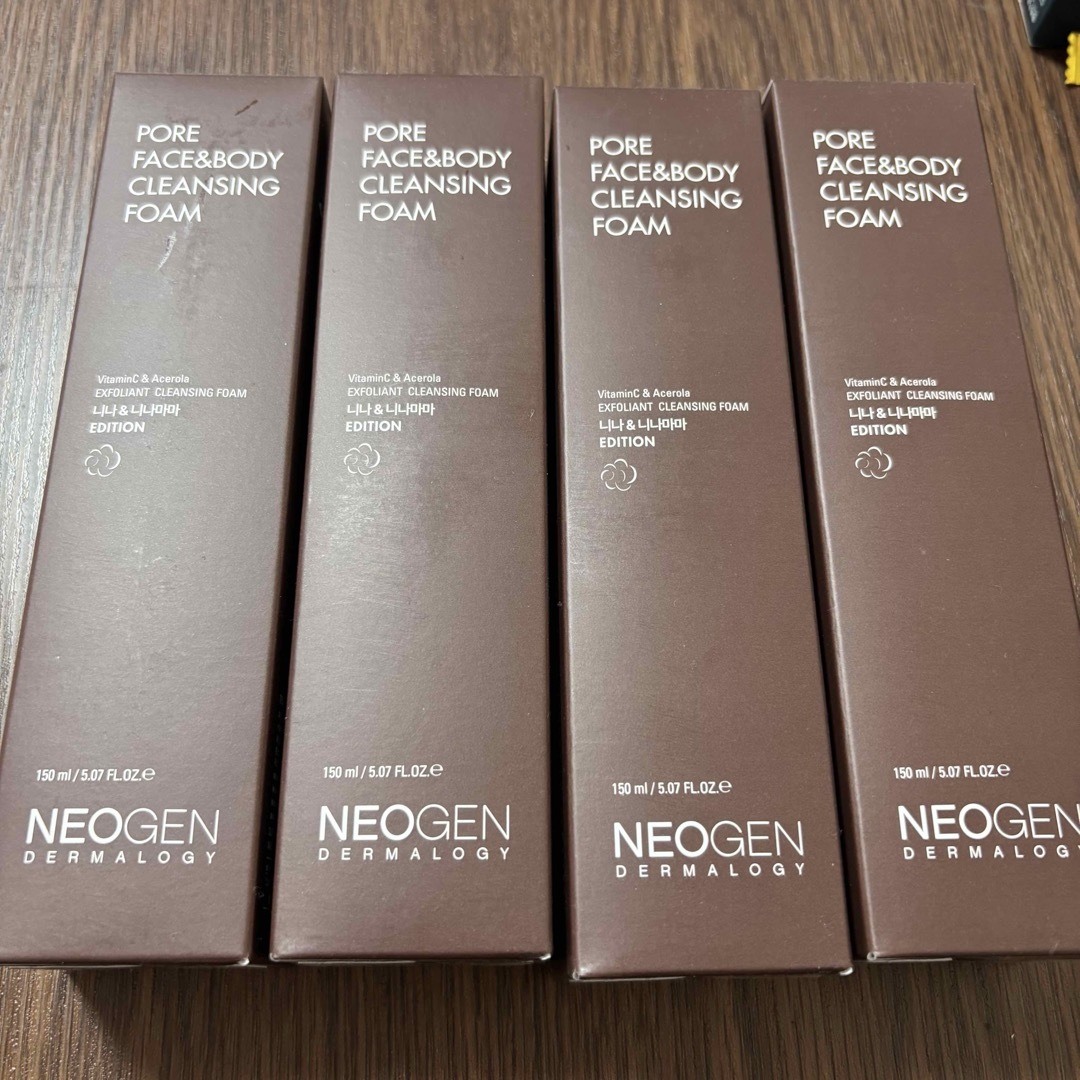 PORE
FACE&BODY
CLEANSING
FOAM
VitaminC & Acerola
EXFOLIANT CLEANSING FOAM
니나 & 니나마마
EDITION
150 ml / 5.07 FL.OZ.e
NEOGEN
DERMALOGY
PORE
FACE&BODY
CLEANSING
FOAM
VitaminC & Acerola
EXFOLIANT CLEANSING FOAM
니나 & 니나마마
EDITION
150 ml / 5.07 FL.OZ.e
NEOGEN
DERMALOGY
PORE
FACE&BODY
CLEANSING
FOAM
VitaminC & Acerola
EXFOLIANT CLEANSING FOAM
니나 & 니나마마
EDITION
150 ml / 5.07 FL.OZ.e
NEOGEN
DERMALOGY
PORE
FACE&BODY
CLEANSING
FOAM
VitaminC & Acerola
EXFOLIANT CLEANSING FOAM
니나 & 니나마마
EDITION
150 ml / 5.07 FL.OZ.e
NEOGEN
DERMALOGY